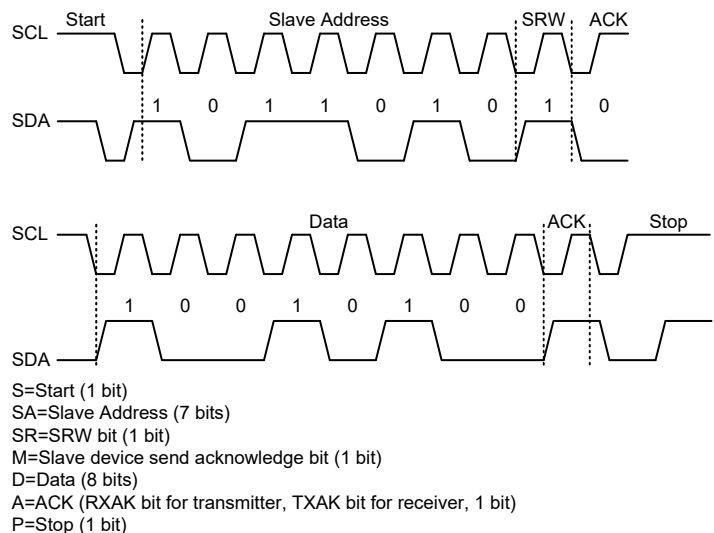 Start Slave Address SRW ACK
SCL
1 0 1 1 0 1 0 1 0
SDA
Data ACK Stop
SCL
1 0 0 1 0 1 0 0
SDA
S=Start (1 bit)
SA=Slave Address (7 bits)
SR=SRW bit (1 bit)
M=Slave device send acknowledge bit (1 bit)
D=Data (8 bits)
A=ACK (RXAK bit for transmitter, TXAK bit for receiver, 1 bit)
P=Stop (1 bit)